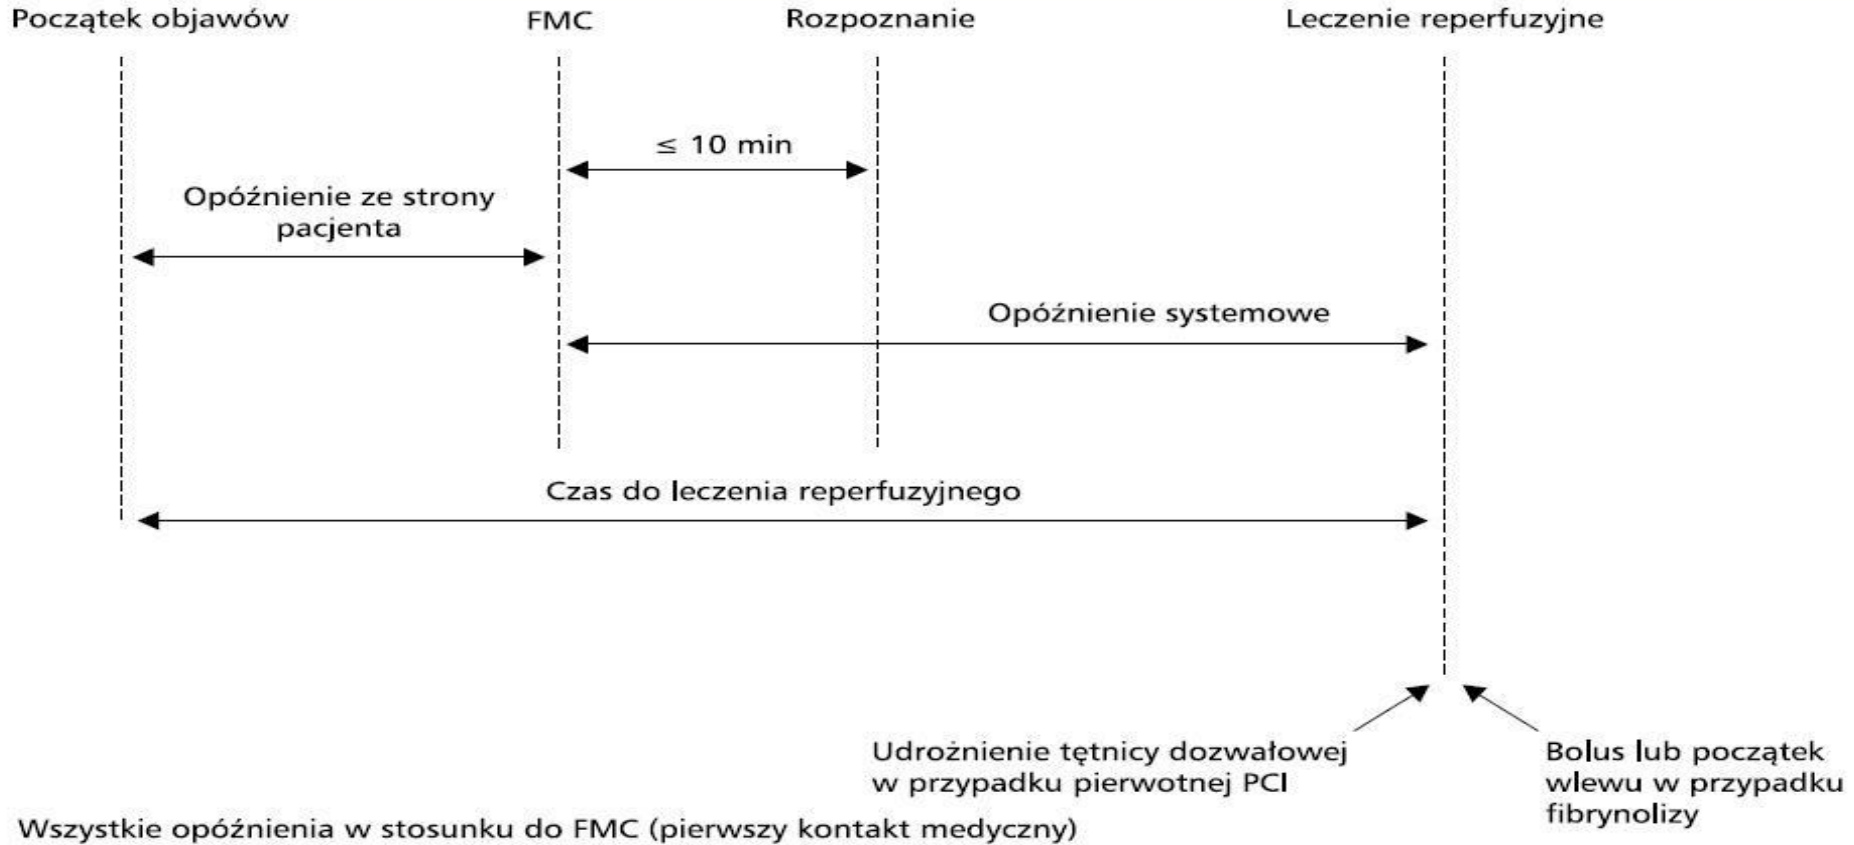 Początek objawów
FMC
Rozpoznanie
Leczenie reperfuzyjne
≤ 10 min
Opóźnienie ze strony
pacjenta
Opóźnienie systemowe
Czas do leczenia reperfuzyjnego
Udrożnienie tętnicy dozwałowej
w przypadku pierwotnej PCI
Bolus lub początek
wlewu w przypadku
fibrynolizy
Wszystkie opóźnienia w stosunku do FMC (pierwszy kontakt medyczny)